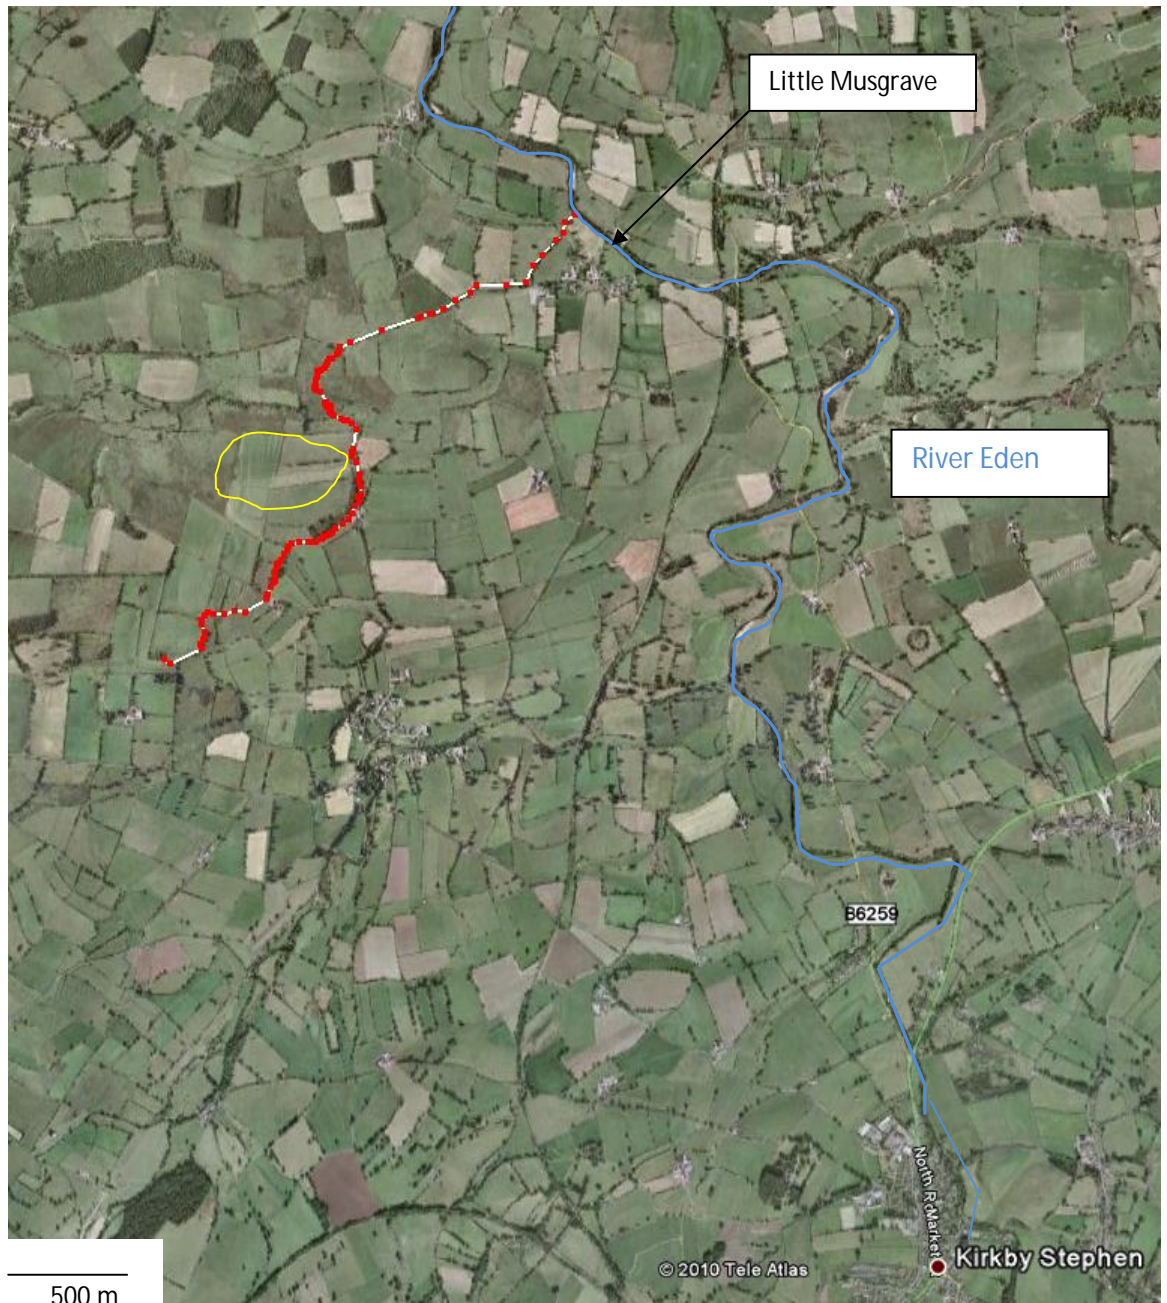 Little Musgrave
River Eden
B6259
North Rd
Market
Kirkby Stephen
© 2010 Tele Atlas
500 m